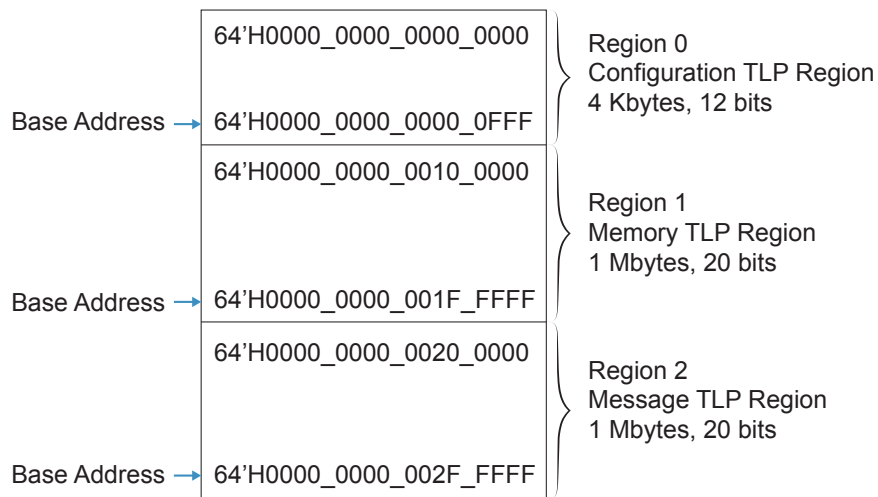 64’H0000_0000_0000_0000
Region 0
Configuration TLP Region
4 Kbytes, 12 bits
Base Address
64’H0000_0000_0000_0FFF
64’H0000_0000_0010_0000
Region 1
Memory TLP Region
1 Mbytes, 20 bits
Base Address
64’H0000_0000_001F_FFFF
64’H0000_0000_0020_0000
Region 2
Message TLP Region
1 Mbytes, 20 bits
Base Address
64’H0000_0000_002F_FFFF